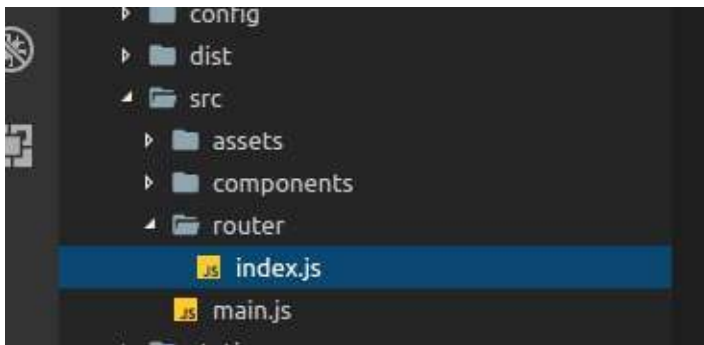 config
dist
src
assets
components
router
JS index.js
JS main.js